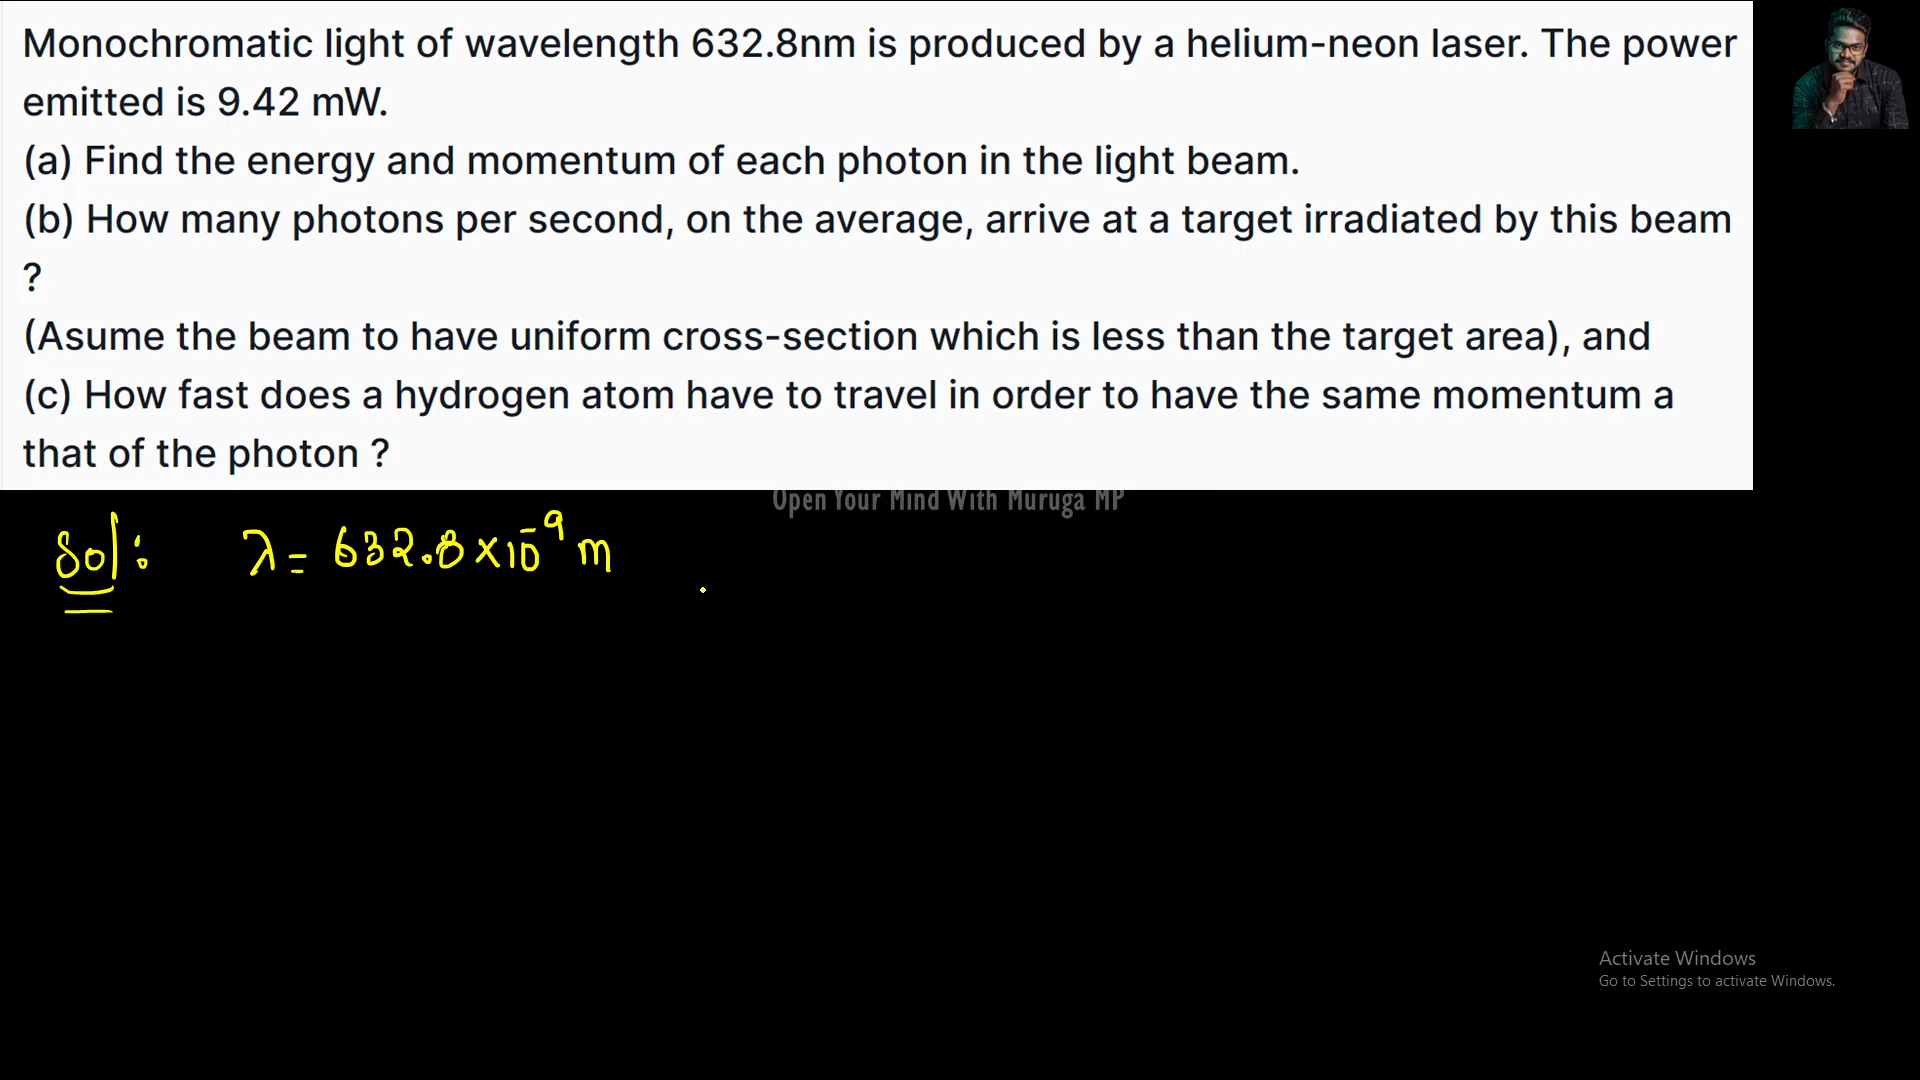 Monochromatic light of wavelength 632.8nm is produced by a helium-neon laser. The power
emitted is 9.42 mW.
(a) Find the energy and momentum of each photon in the light beam.
(b) How many photons per second, on the average, arrive at a target irradiated by this beam
?
(Asume the beam to have uniform cross-section which is less than the target area), and
(c) How fast does a hydrogen atom have to travel in order to have the same momentum a
that of the photon ?
Open Your Mind With Muruga MP
Sol: λ = 632.8 × 10⁻⁹ m
Activate Windows
Go to Settings to activate Windows.